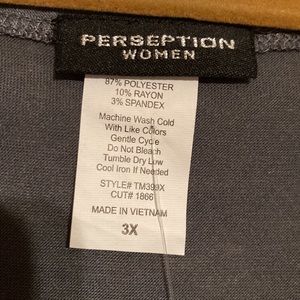 PERSEPTION
WOMEN
87% POLYESTER
10% RAYON
3% SPANDEX
Machine Wash Cold
With Like Colors
Gentle Cycle
Do Not Bleach
Tumble Dry Low
Cool Iron If Needed
STYLE# TM399X
CUT# 1866
MADE IN VIETNAM
3X